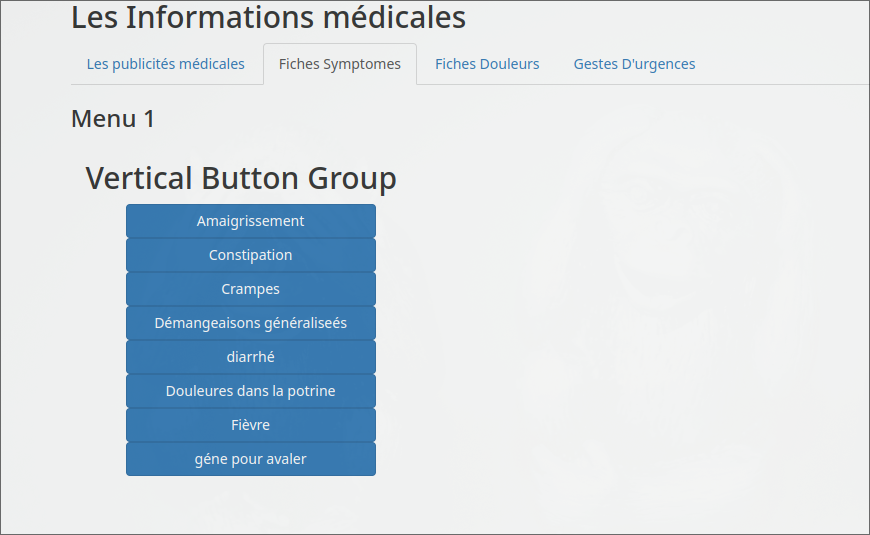 Les Informations médicales
Les publicités médicales Fiches Symptomes Fiches Douleurs Gestes D'urgences
Menu 1
Vertical Button Group
Amaigrissement
Constipation
Crampes
Démangeaisons généraliseés
diarrhé
Douleures dans la potrine
Fièvre
géne pour avaler